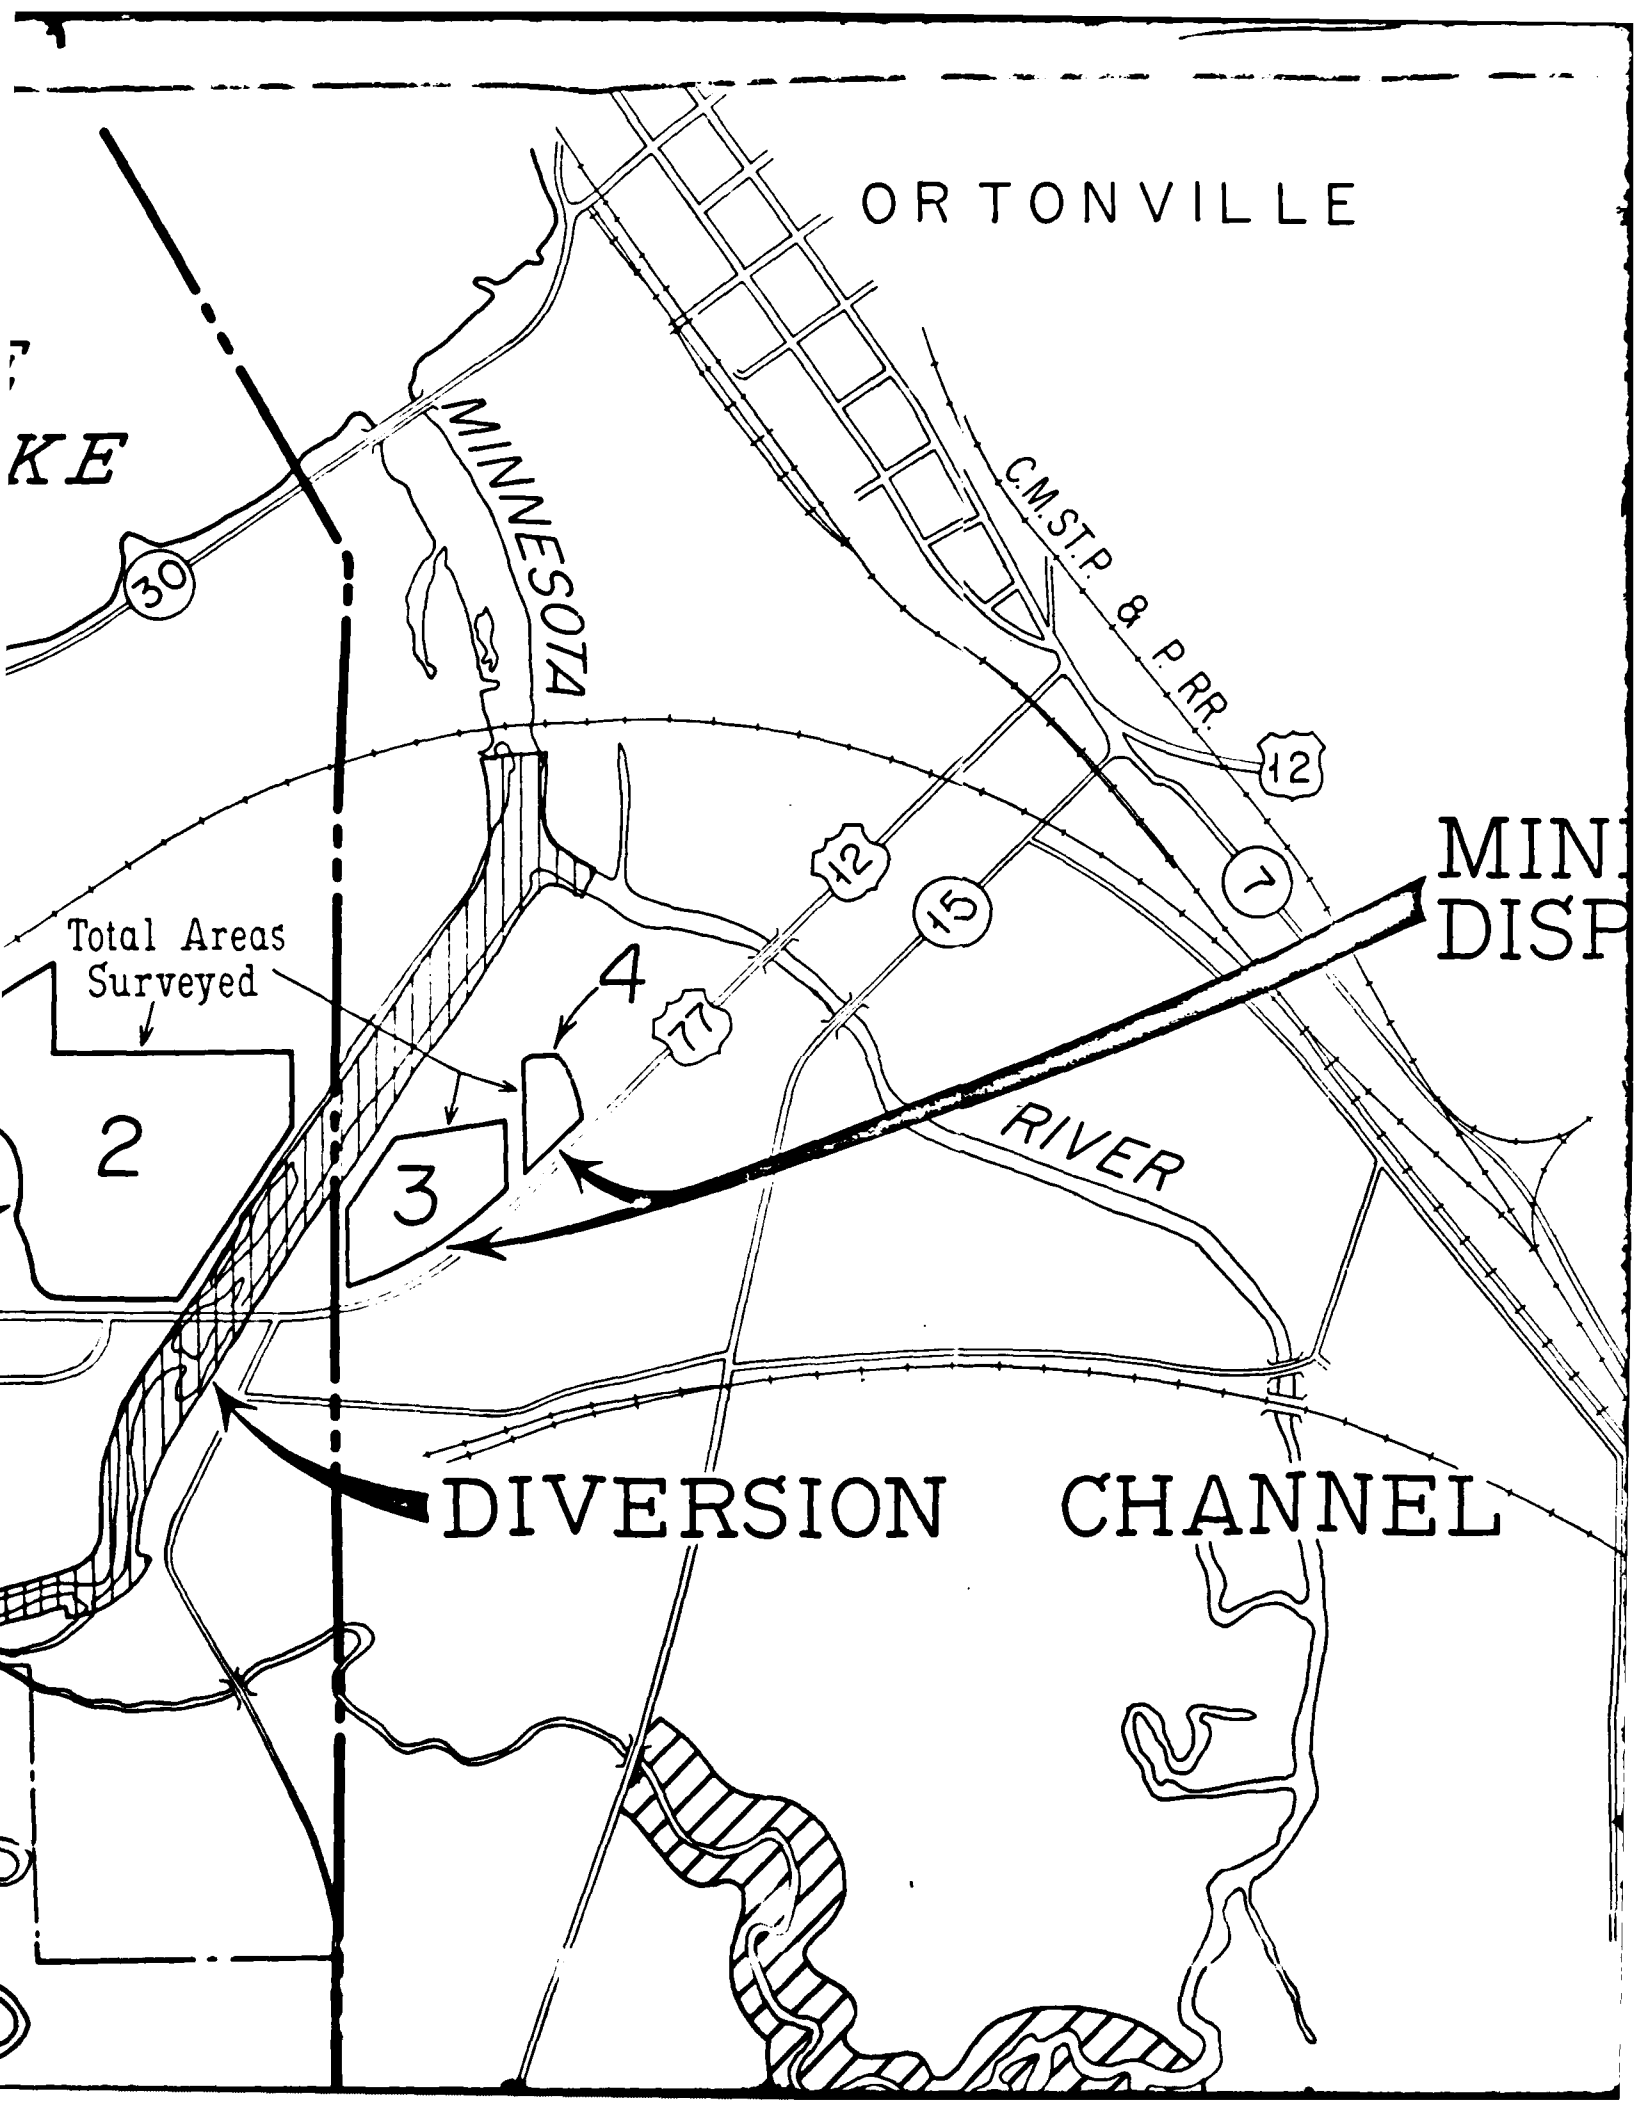 ORTONVILLE
KE
MINNESOTA
C.M.ST.P. & P. RR.
30
12
12
7
15
77
Total Areas
Surveyed
4
2
3
RIVER
DIVERSION CHANNEL